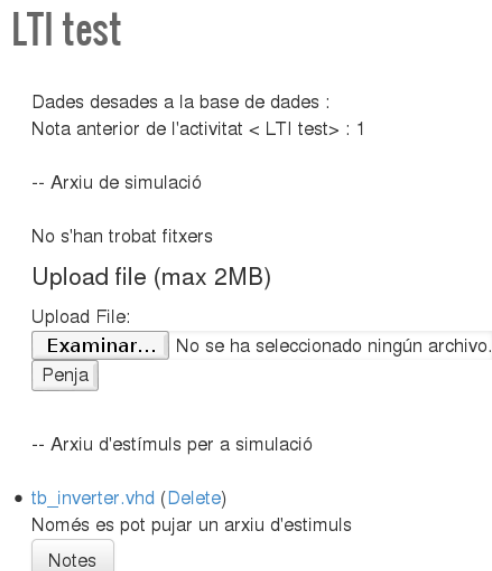 LTI test
Dades desades a la base de dades :
Nota anterior de l'activitat < LTI test> : 1
-- Arxiu de simulació
No s'han trobat fitxers
Upload file (max 2MB)
Upload File:
Examinar... No se ha seleccionado ningún archivo.
Penja
-- Arxiu d'estímuls per a simulació
• tb_inverter.vhd (Delete)
Només es pot pujar un arxiu d'estimuls
Notes